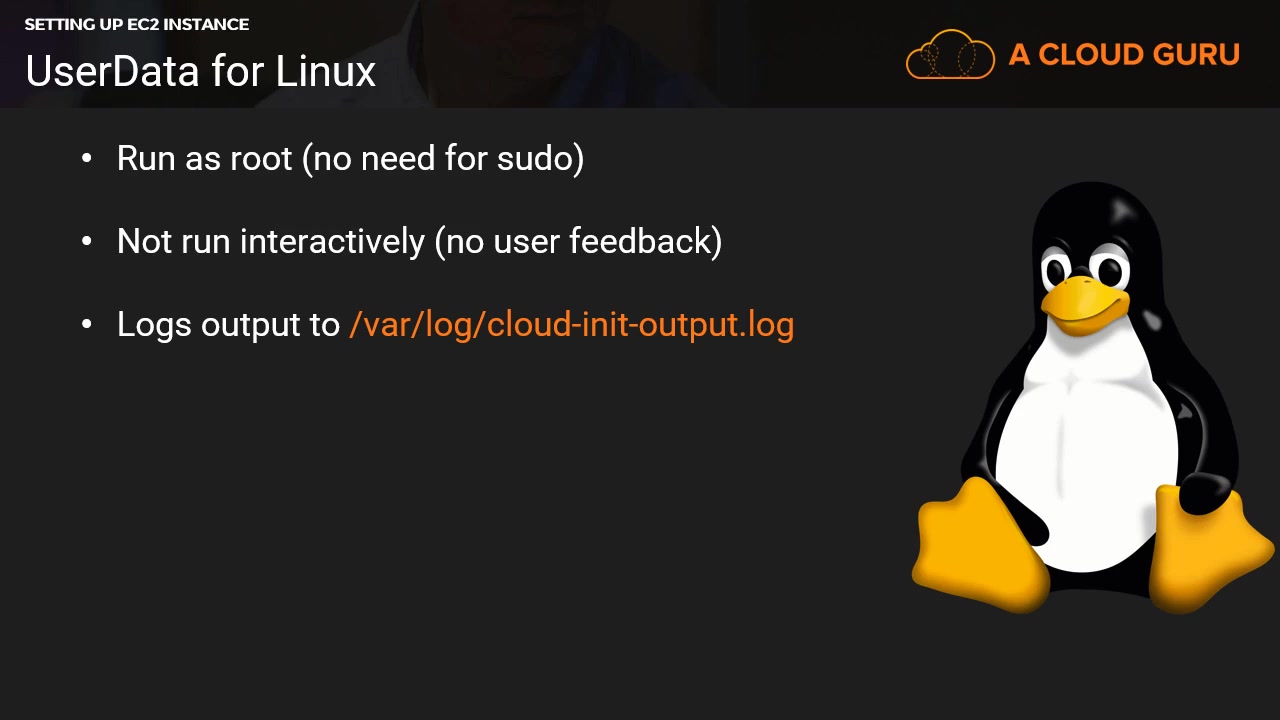 SETTING UP EC2 INSTANCE
UserData for Linux
A CLOUD GURU
• Run as root (no need for sudo)
• Not run interactively (no user feedback)
• Logs output to /var/log/cloud-init-output.log